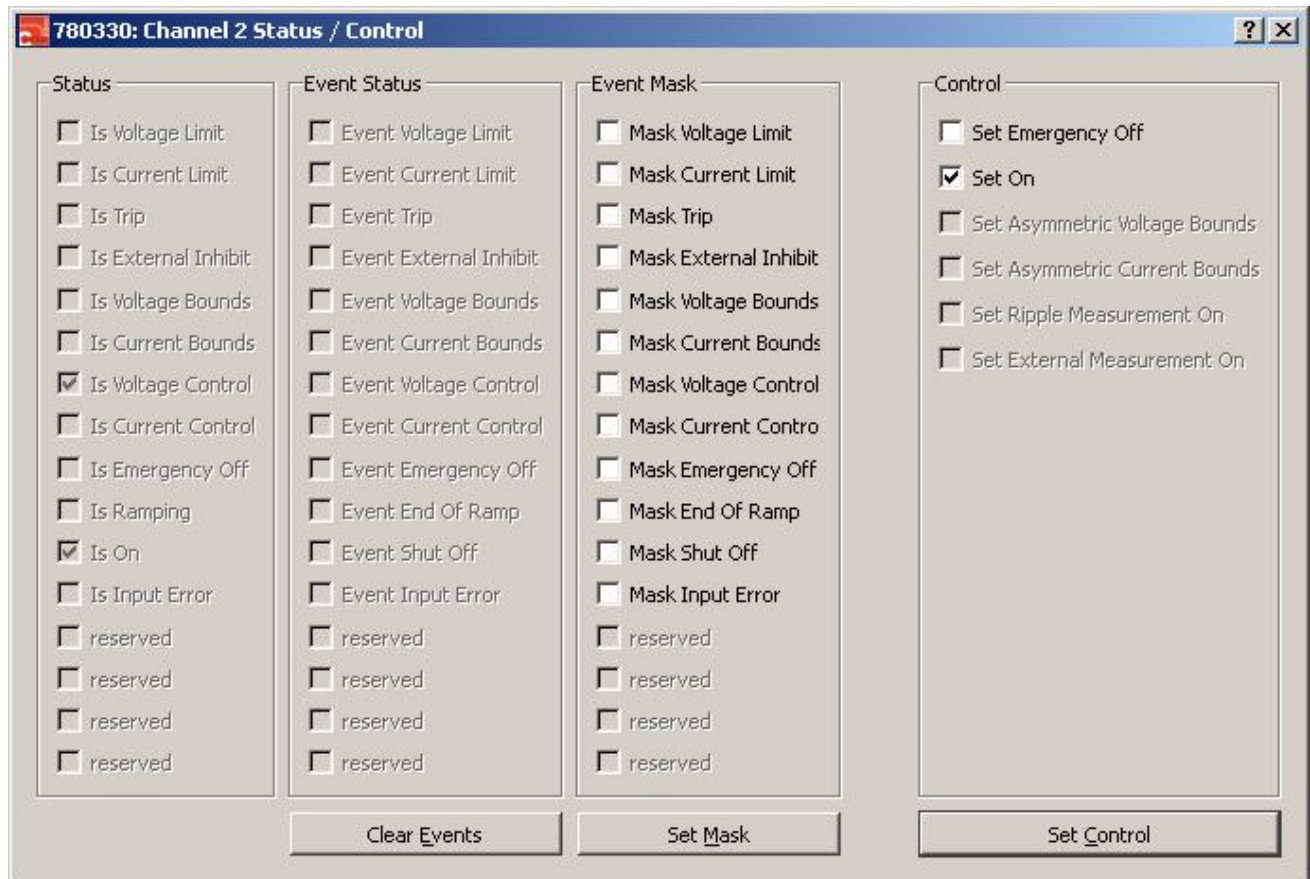 780330: Channel 2 Status / Control
Status
Is Voltage Limit
Is Current Limit
Is Trip
Is External Inhibit
Is Voltage Bounds
Is Current Bounds
Is Voltage Control
Is Current Control
Is Emergency Off
Is Ramping
Is On
Is Input Error
reserved
reserved
reserved
reserved
Event Status
Event Voltage Limit
Event Current Limit
Event Trip
Event External Inhibit
Event Voltage Bounds
Event Current Bounds
Event Voltage Control
Event Current Control
Event Emergency Off
Event End Of Ramp
Event Shut Off
Event Input Error
reserved
reserved
reserved
reserved
Clear Events
Event Mask
Mask Voltage Limit
Mask Current Limit
Mask Trip
Mask External Inhibit
Mask Voltage Bounds
Mask Current Bounds
Mask Voltage Control
Mask Current Contro
Mask Emergency Off
Mask End Of Ramp
Mask Shut Off
Mask Input Error
reserved
reserved
reserved
reserved
Set Mask
Control
Set Emergency Off
Set On
Set Asymmetric Voltage Bounds
Set Asymmetric Current Bounds
Set Ripple Measurement On
Set External Measurement On
Set Control